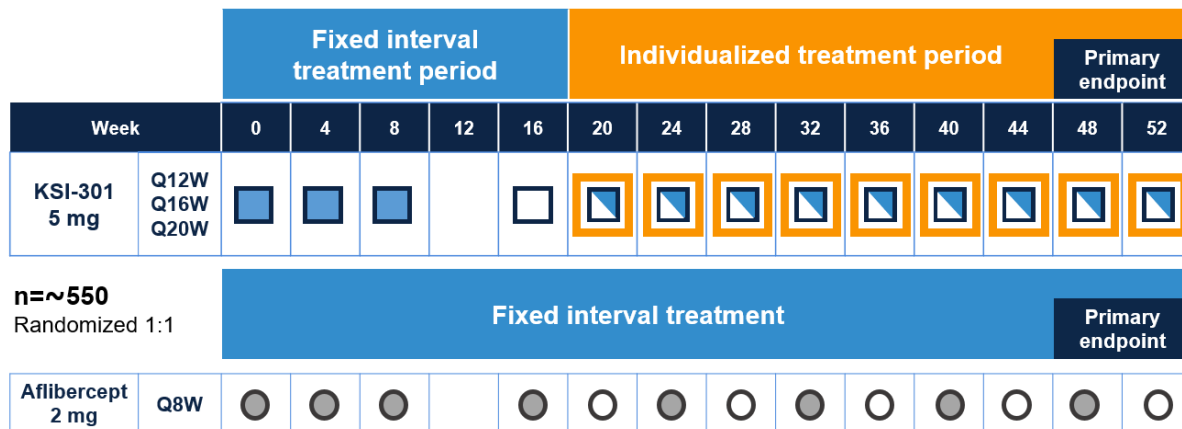 Fixed interval
treatment period
Individualized treatment period
Primary
endpoint
Week 0 4 8 12 16 20 24 28 32 36 40 44 48 52
KSI-301
5 mg
Q12W
Q16W
Q20W
n=~550
Randomized 1:1
Fixed interval treatment
Primary
endpoint
Aflibercept
2 mg
Q8W